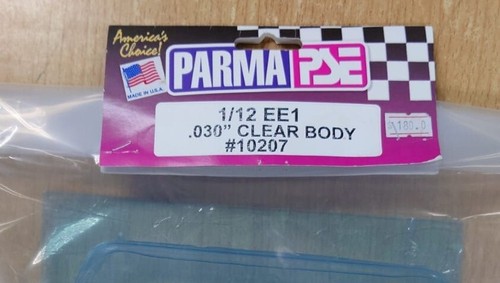 America's
Choice!
MADE IN U.S.A.
PARMA PSE
1/12 EE1
.030” CLEAR BODY
#10207